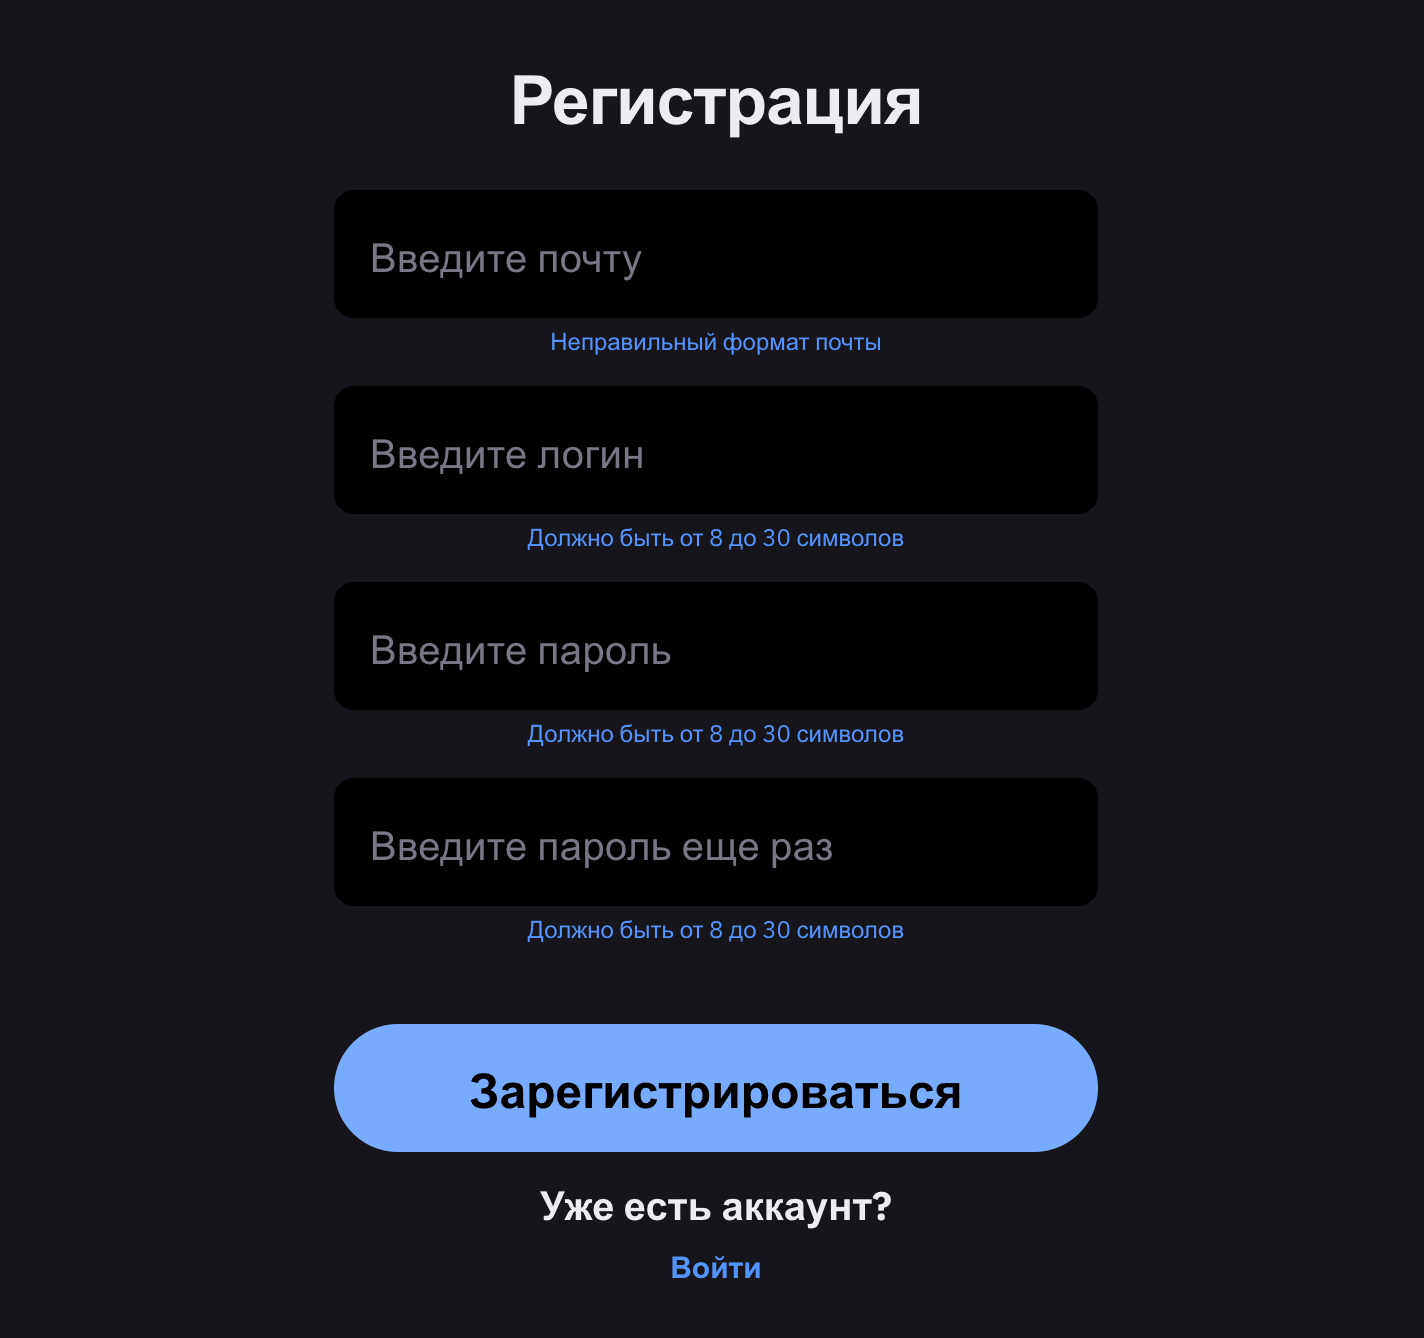 Регистрация
Введите почту
Неправильный формат почты
Введите логин
Должно быть от 8 до 30 символов
Введите пароль
Должно быть от 8 до 30 символов
Введите пароль еще раз
Должно быть от 8 до 30 символов
Зарегистрироваться
Уже есть аккаунт?
Войти